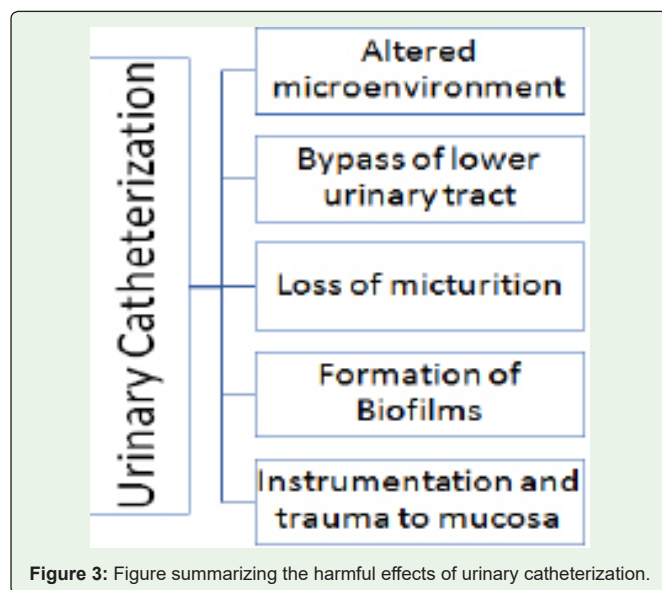 Urinary Catheterization
Altered
microenvironment
Bypass of lower
urinary tract
Loss of micturition
Formation of
Biofilms
Instrumentation and
trauma to mucosa
Figure 3: Figure summarizing the harmful effects of urinary catheterization.